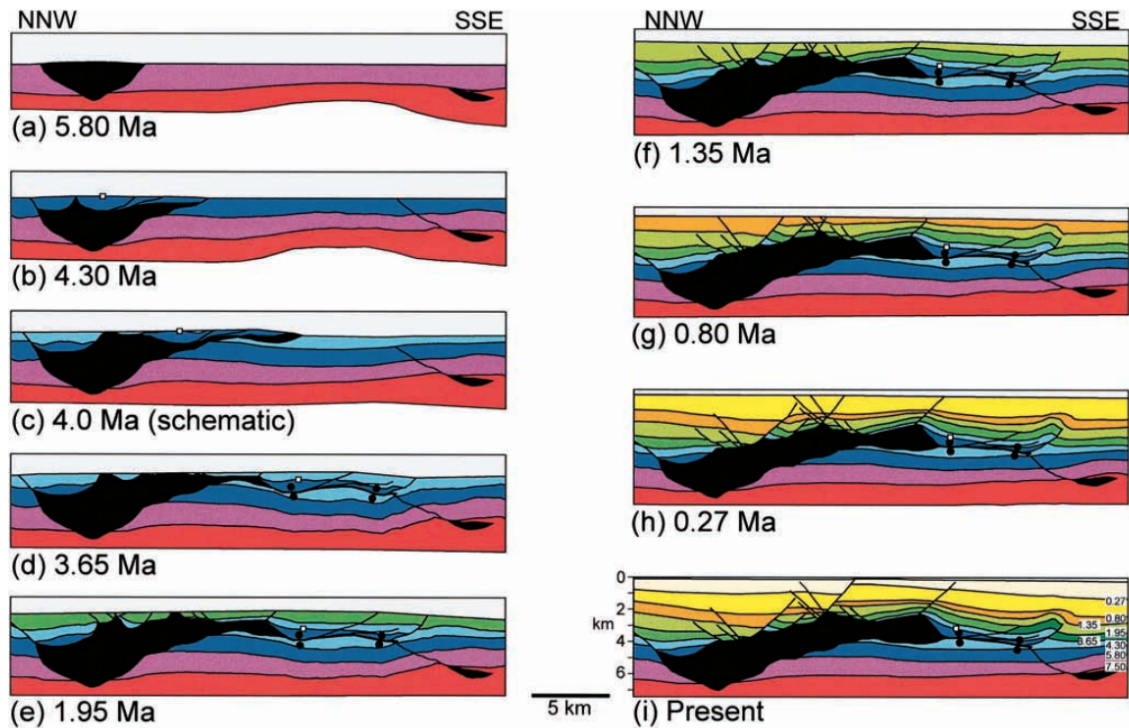 NNW SSE
(a) 5.80 Ma
(b) 4.30 Ma
(c) 4.0 Ma (schematic)
(d) 3.65 Ma
(e) 1.95 Ma
5 km
NNW SSE
(f) 1.35 Ma
(g) 0.80 Ma
(h) 0.27 Ma
0
2
km
4
6
0.27
0.80
1.35
1.95
3.65
4.30
5.80
7.50
(i) Present